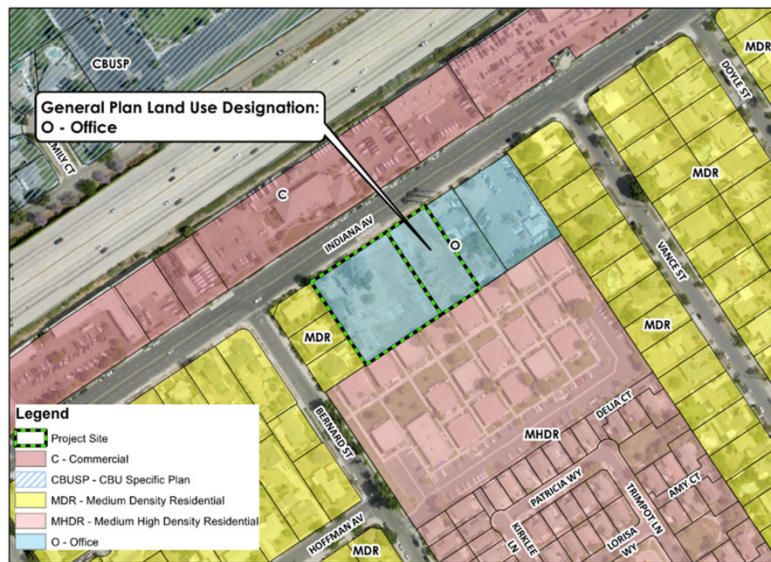 CBUSP
MDR
DOYLE ST
General Plan Land Use Designation:
O - Office
EMILY CT
MDR
C
INDIANA AV
O
VANCE ST
MDR
MDR
Legend
Project Site
C - Commercial
CBUSP - CBU Specific Plan
MDR - Medium Density Residential
MHDR - Medium High Density Residential
O - Office
BERNARD ST
MHDR
DELIA CT
PATRICIA WY
TRIMPOT LN
AMY CT
KIRKLEE
LN
LORISA
WY
HOFFMAN AV
MDR